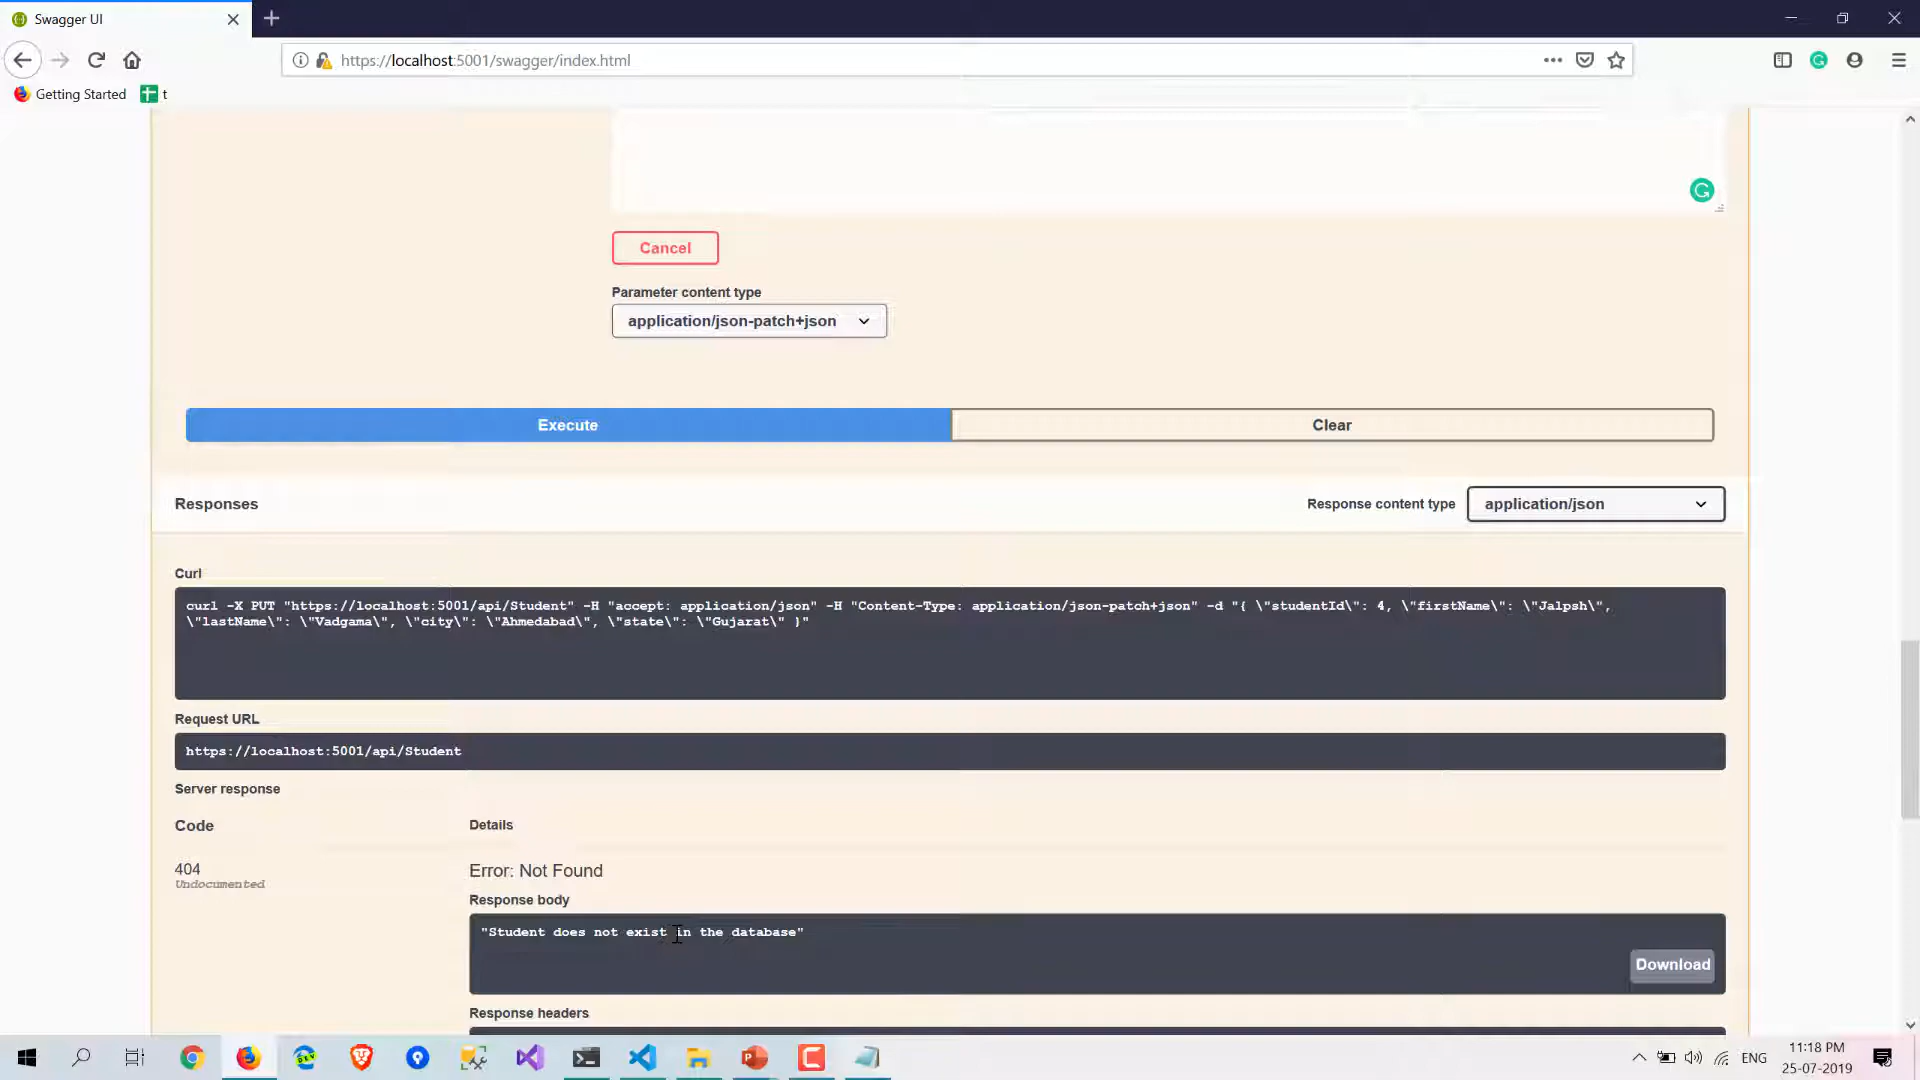 Swagger UI
https://localhost:5001/swagger/index.html
Getting Started
t
Cancel
Parameter content type
application/json-patch+json
Execute
Clear
Responses
Response content type
application/json
Curl
curl -X PUT "https://localhost:5001/api/Student" -H "accept: application/json" -H "Content-Type: application/json-patch+json" -d "{ \"studentId\": 4, \"firstName\": \"Jalpsh\",
\"lastName\": \"Vadgama\", \"city\": \"Ahmedabad\", \"state\": \"Gujarat\" }"
Request URL
https://localhost:5001/api/Student
Server response
Code
Details
404
Undocumented
Error: Not Found
Response body
"Student does not exist in the database"
Download
Response headers
DEV
ENG
11:18 PM
25-07-2019